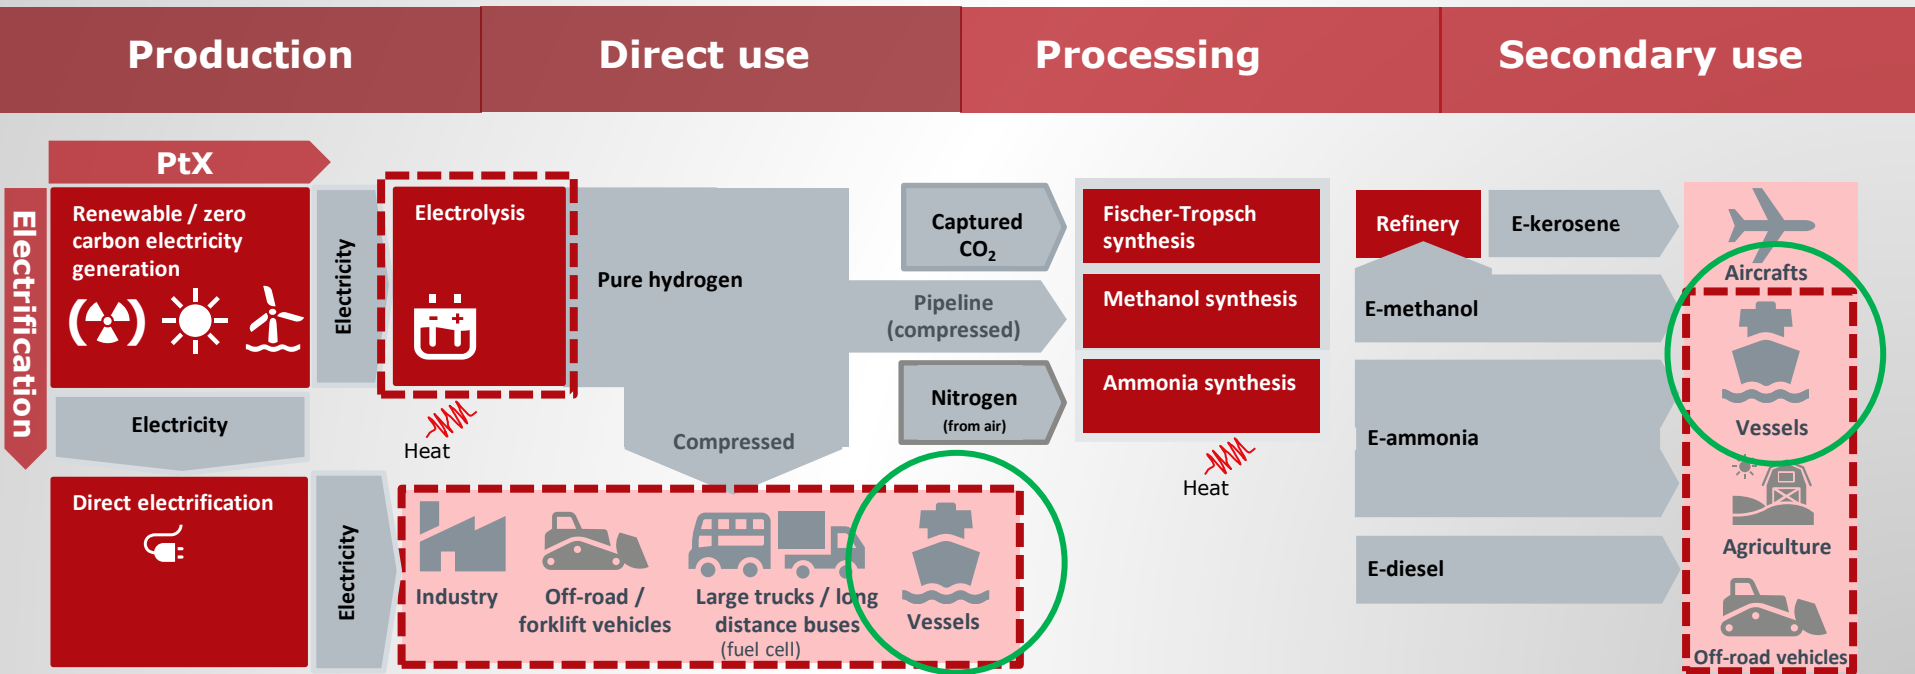 Production
Direct use
Processing
Secondary use
PtX
Electrification
Renewable / zero
carbon electricity
generation
Electricity
Electricity
Direct electrification
Electricity
Electrolysis
- +
Heat
Pure hydrogen
Compressed
Industry
Off-road /
forklift vehicles
Large trucks / long
distance buses
(fuel cell)
Vessels
Captured
CO₂
Pipeline
(compressed)
Nitrogen
(from air)
Fischer-Tropsch
synthesis
Methanol synthesis
Ammonia synthesis
Heat
Refinery
E-kerosene
E-methanol
E-ammonia
E-diesel
Aircrafts
Vessels
Agriculture
Off-road vehicles